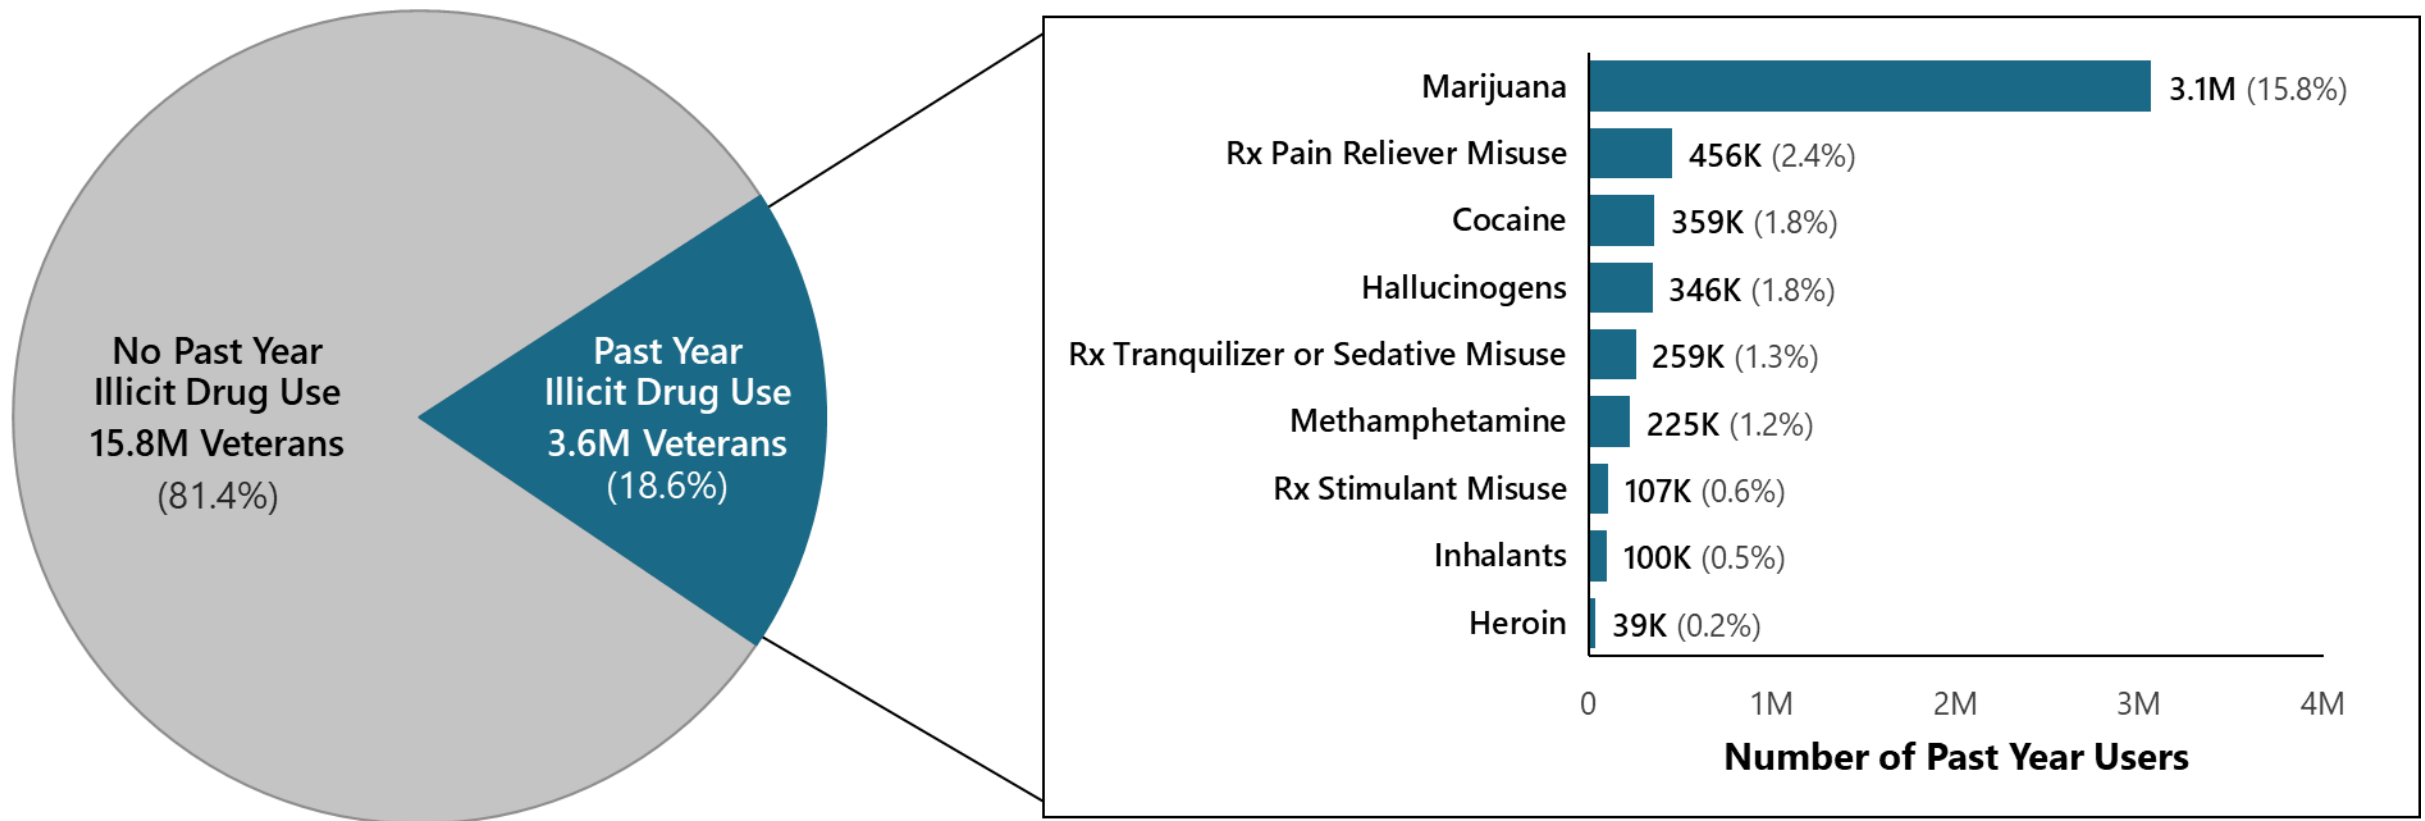 No Past Year
Illicit Drug Use
15.8M Veterans
(81.4%)
Past Year
Illicit Drug Use
3.6M Veterans
(18.6%)
Marijuana 3.1M (15.8%)
Rx Pain Reliever Misuse 456K (2.4%)
Cocaine 359K (1.8%)
Hallucinogens 346K (1.8%)
Rx Tranquilizer or Sedative Misuse 259K (1.3%)
Methamphetamine 225K (1.2%)
Rx Stimulant Misuse 107K (0.6%)
Inhalants 100K (0.5%)
Heroin 39K (0.2%)
0 1M 2M 3M 4M
Number of Past Year Users